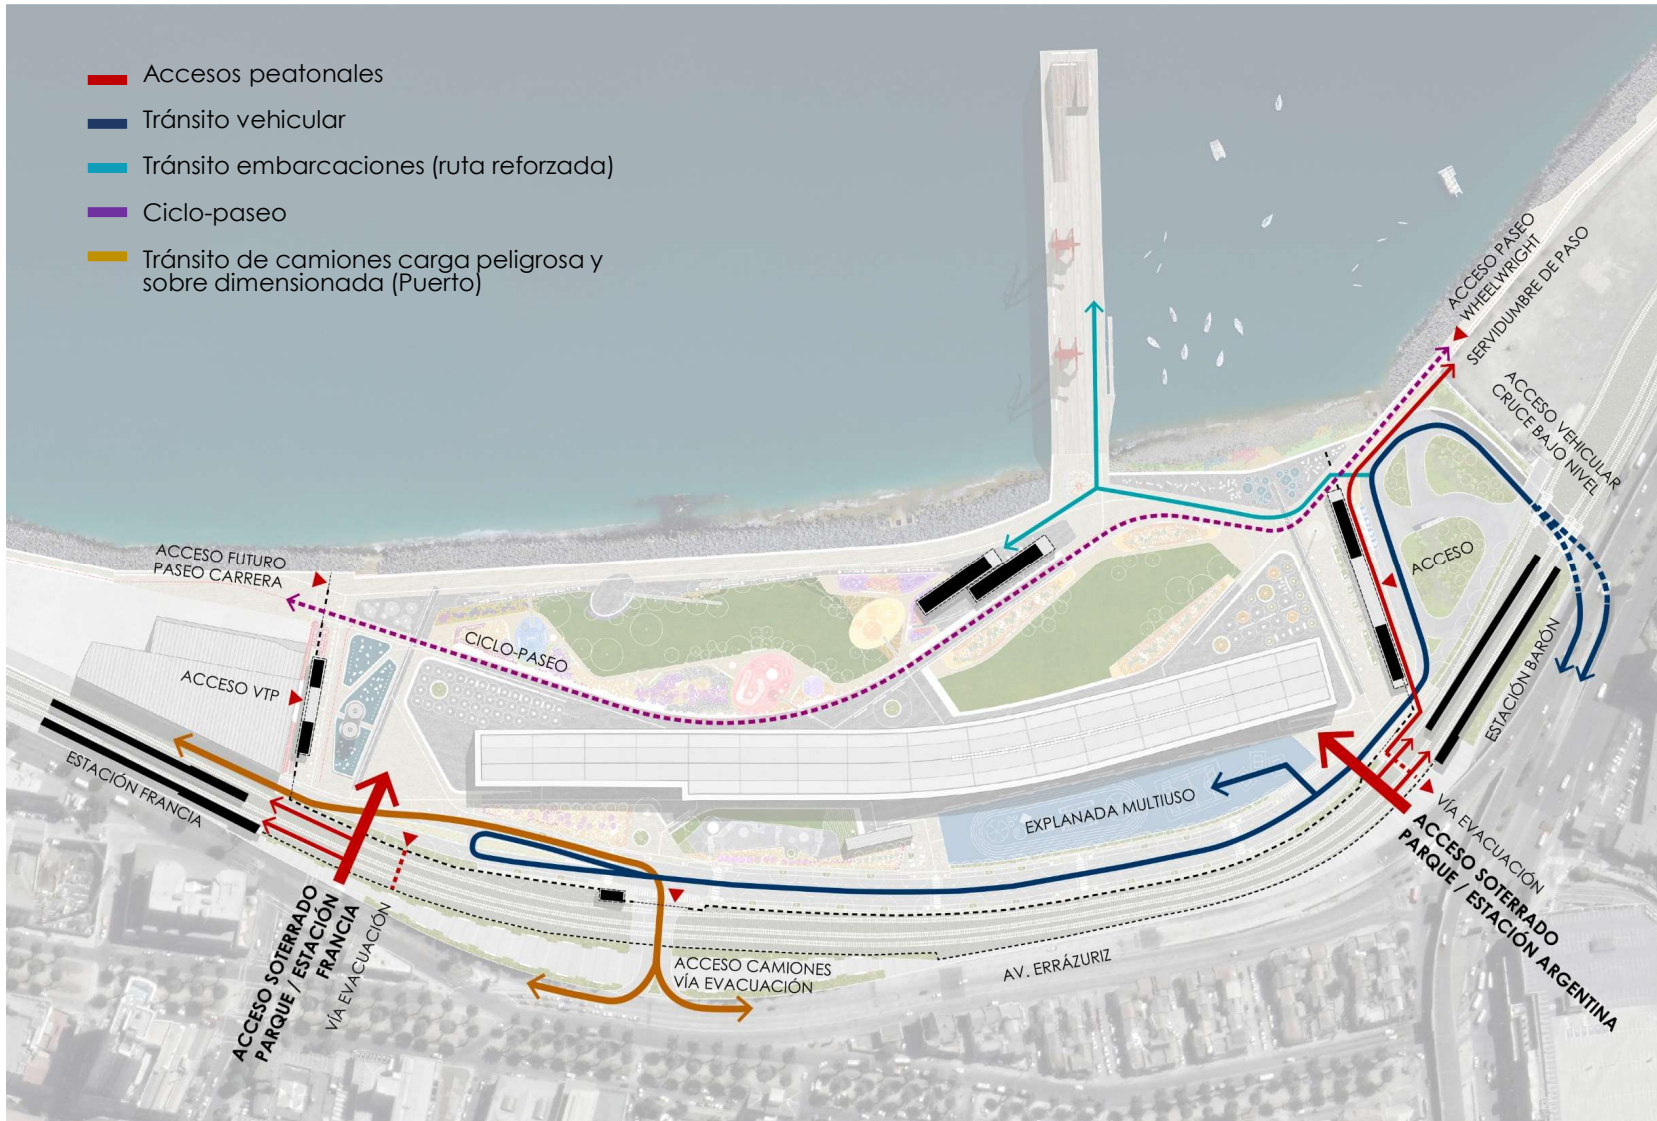 Accesos peatonales
Tránsito vehicular
Tránsito embarcaciones (ruta reforzada)
Ciclo-paseo
Tránsito de camiones carga peligrosa y
sobre dimensionada (Puerto)
ACCESO PASEO
WHEELWRIGHT
SERVIDUMBRE DE PASO
ACCESO VEHICULAR
CRUCE BAJO NIVEL
ACCESO FUTURO
PASEO CARRERA
ACCESO
CICLO-PASEO
ACCESO VTP
ESTACIÓN BARÓN
ESTACIÓN FRANCIA
EXPLANADA MULTIUSO
VÍA EVACUACIÓN
ACCESO SOTERRADO
PARQUE / ESTACIÓN ARGENTINA
ACCESO SOTERRADO
PARQUE / ESTACIÓN
FRANCIA
VÍA EVACUACIÓN
ACCESO CAMIONES
VÍA EVACUACIÓN
AV. ERRÁZURIZ